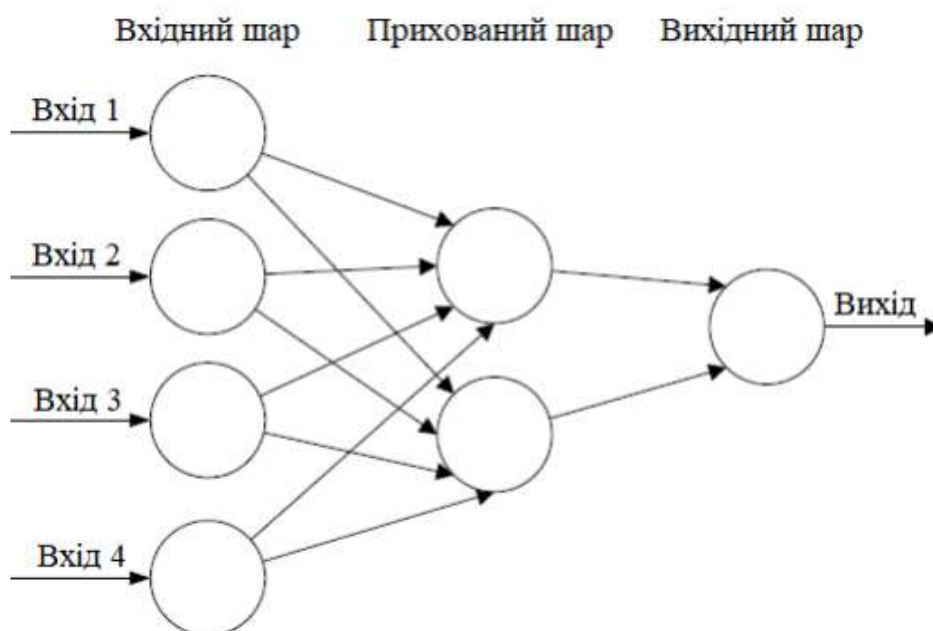 Вхідний шар Прихований шар Вихідний шар
Вхід 1
Вхід 2
Вихід
Вхід 3
Вхід 4